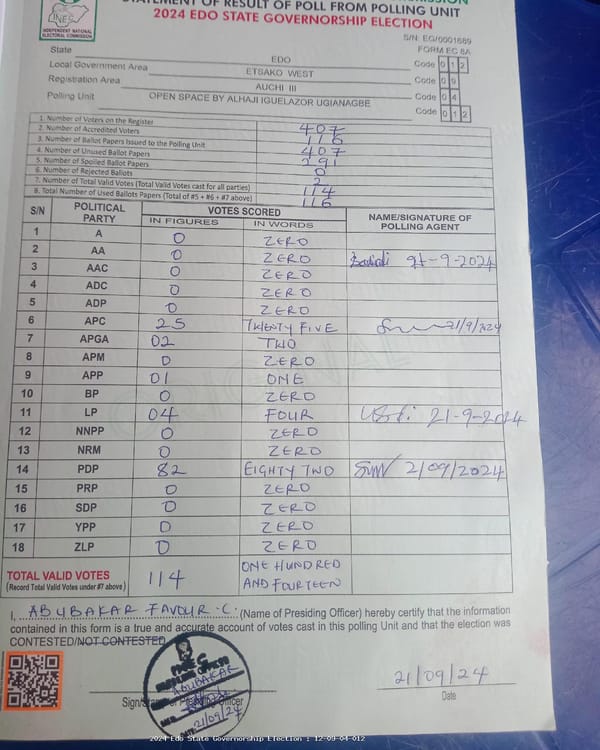 STATEMENT OF RESULT OF POLL FROM POLLING UNIT
2024 EDO STATE GOVERNORSHIP ELECTION
INEC
INDEPENDENT NATIONAL
ELECTORAL COMMISSION
S/N: EG/0001689
FORM EC 8A
State EDO Code 0 1 2
Local Government Area ETSAKO WEST Code 0 9
Registration Area AUCHI III Code 0 4
Polling Unit OPEN SPACE BY ALHAJI IGUELAZOR UGIANAGBE Code 0 1 2
1. Number of Voters on the Register 407
2. Number of Accredited Voters 116
3. Number of Ballot Papers Issued to the Polling Unit 407
4. Number of Unused Ballot Papers 291
5. Number of Spoiled Ballot Papers 0
6. Number of Rejected Ballots 2
7. Number of Total Valid Votes (Total Valid Votes cast for all parties) 114
8. Total Number of Used Ballots Papers (Total of #5 + #6 + #7 above) 116
S/N POLITICAL PARTY VOTES SCORED NAME/SIGNATURE OF POLLING AGENT
IN FIGURES IN WORDS
1 A 0 ZERO
2 AA 0 ZERO 21-9-2024
3 AAC 0 ZERO
4 ADC 0 ZERO
5 ADP 0 ZERO
6 APC 25 TWENTY FIVE 21/9/2024
7 APGA 02 TWO
8 APM 0 ZERO
9 APP 01 ONE
10 BP 0 ZERO
11 LP 04 FOUR 21-9-2024
12 NNPP 0 ZERO
13 NRM 0 ZERO
14 PDP 82 EIGHTY TWO 21/09/2024
15 PRP 0 ZERO
16 SDP 0 ZERO
17 YPP 0 ZERO
18 ZLP 0 ZERO
TOTAL VALID VOTES 114 ONE HUNDRED
(Record Total Valid Votes under #7 above) AND FOURTEEN
I, ABUBAKAR FAVOUR .C. (Name of Presiding Officer) hereby certify that the information
contained in this form is a true and accurate account of votes cast in this polling Unit and that the election was
CONTESTED/NOT CONTESTED
INEC
ABUBAKAR
21/09/24
21/09/24
Date
2024 Edo State Governorship Election : 12-09-04-012